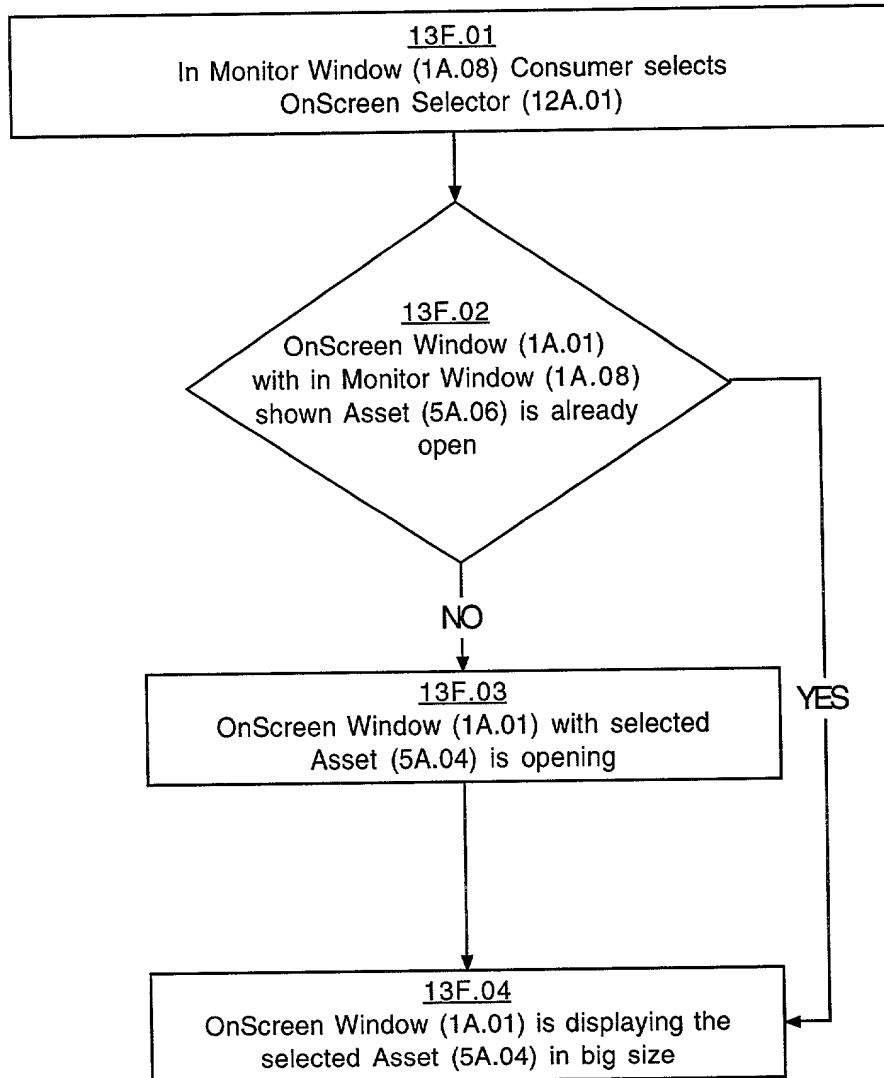 13F.01
In Monitor Window (1A.08) Consumer selects
OnScreen Selector (12A.01)
13F.02
OnScreen Window (1A.01)
with in Monitor Window (1A.08)
shown Asset (5A.06) is already
open
NO
YES
13F.03
OnScreen Window (1A.01) with selected
Asset (5A.04) is opening
13F.04
OnScreen Window (1A.01) is displaying the
selected Asset (5A.04) in big size